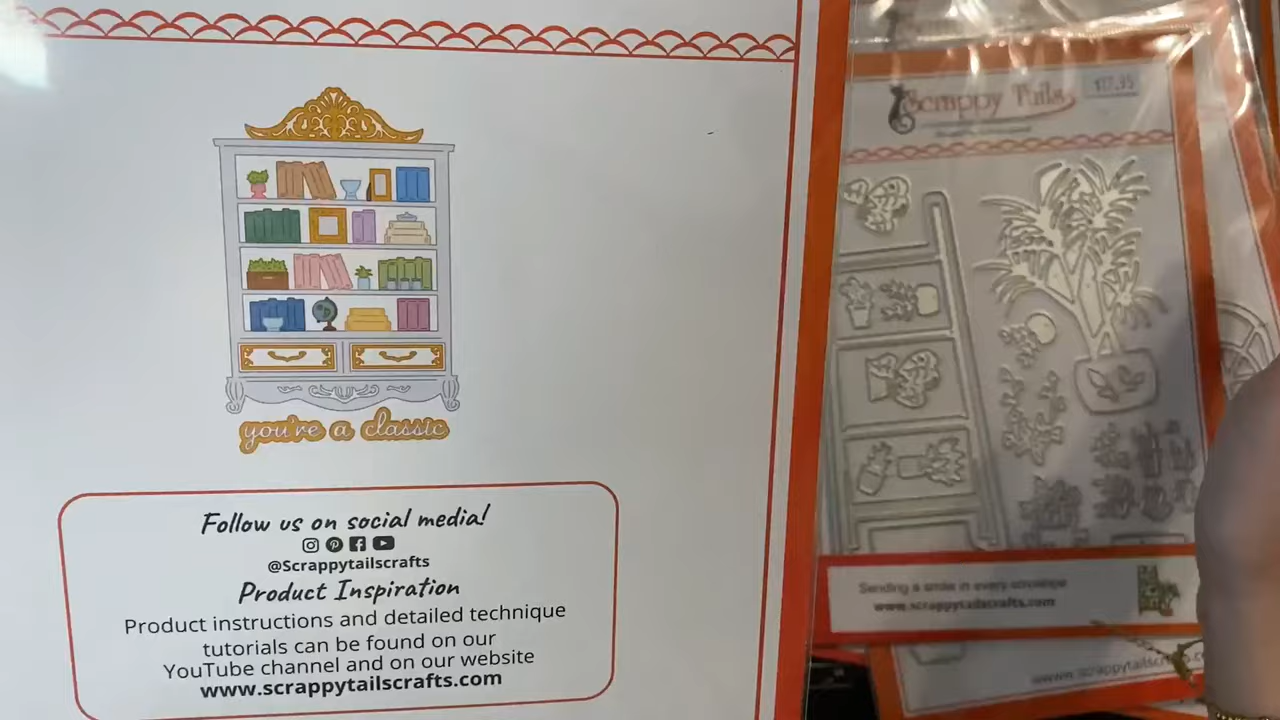 you're a classic
Follow us on social media!
@Scrappytailscrafts
Product Inspiration
Product instructions and detailed technique
tutorials can be found on our
YouTube channel and on our website
www.scrappytailscrafts.com
Scrappy Tails
Sending a smile in every envelope
www.scrappytailscrafts.com